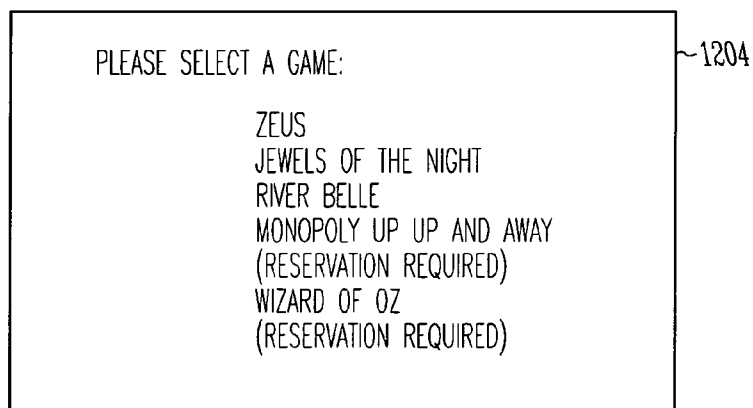 PLEASE SELECT A GAME:
1204
ZEUS
JEWELS OF THE NIGHT
RIVER BELLE
MONOPOLY UP UP AND AWAY
(RESERVATION REQUIRED)
WIZARD OF OZ
(RESERVATION REQUIRED)